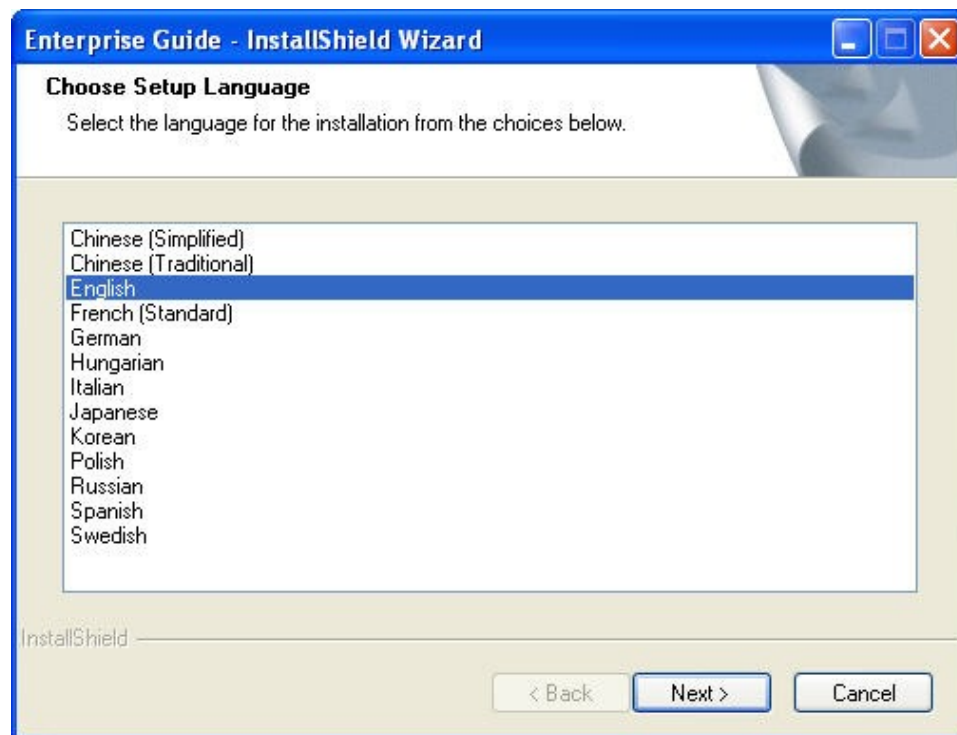 Enterprise Guide - InstallShield Wizard
Choose Setup Language
Select the language for the installation from the choices below.
Chinese (Simplified)
Chinese (Traditional)
English
French (Standard)
German
Hungarian
Italian
Japanese
Korean
Polish
Russian
Spanish
Swedish
InstallShield
< Back
Next >
Cancel